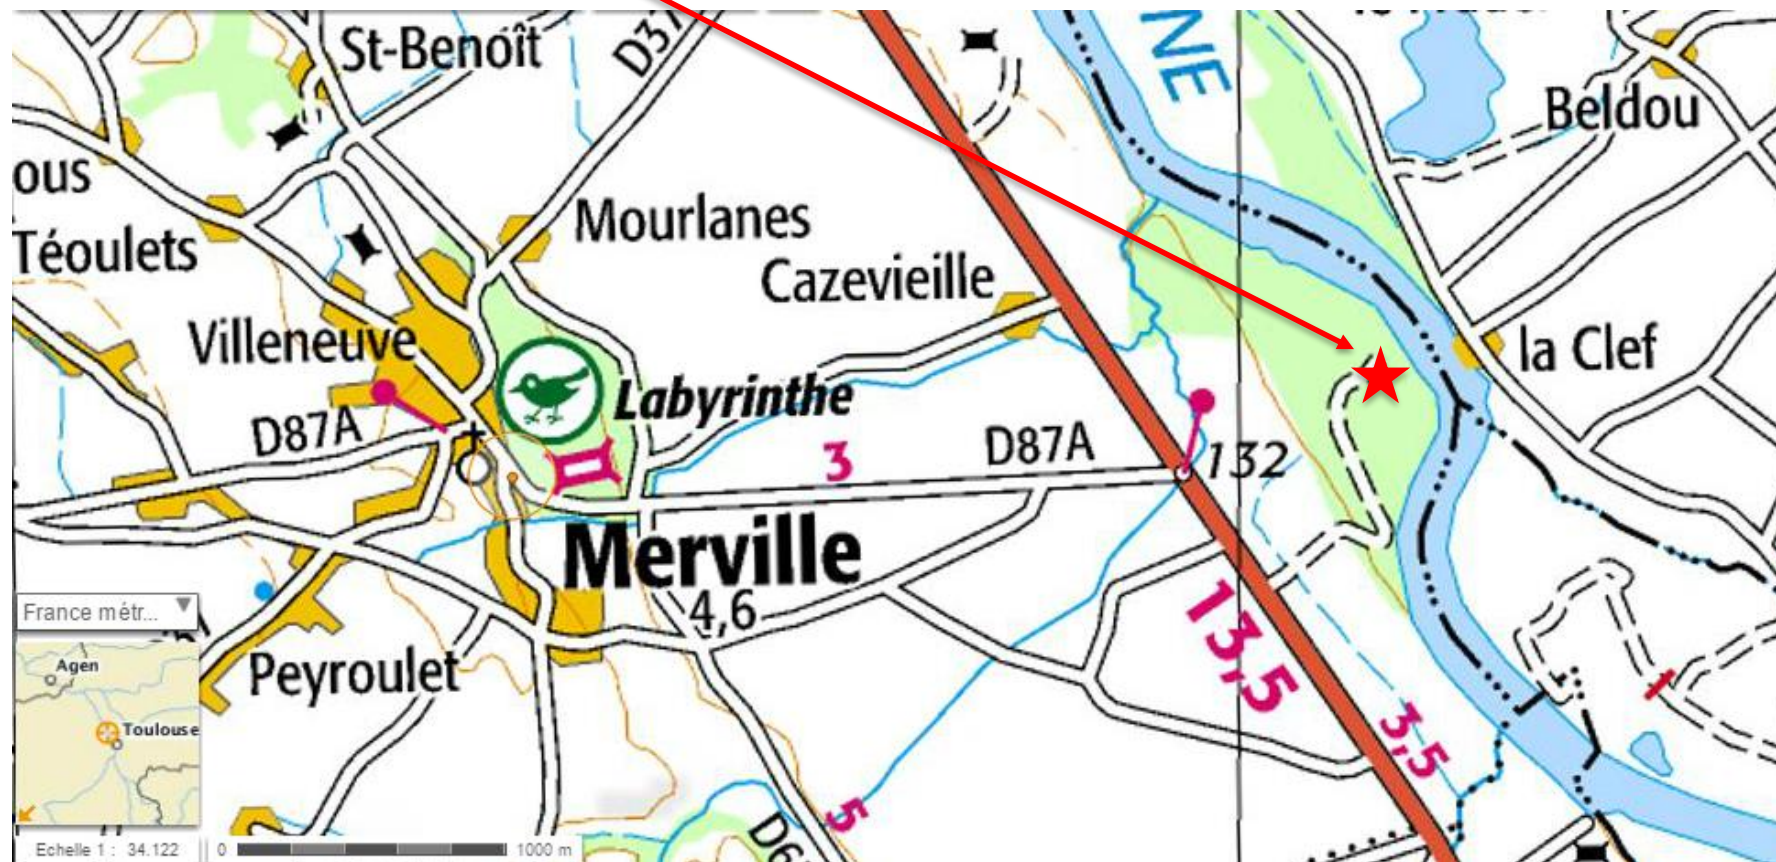 St-Benoît
D37
NE
Beldou
ous
Téoulets
Mourlanes
Cazevieille
Villeneuve
la Clef
Labyrinthe
D87A
3
D87A
132
Merville
4,6
13,5
Peyroulet
3,5
5
France métr...
Agen
Toulouse
Echelle 1 : 34.122
0
1000 m